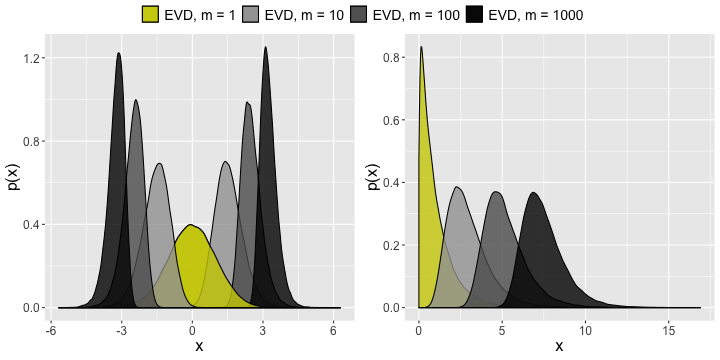 EVD, m = 1 EVD, m = 10 EVD, m = 100 EVD, m = 1000
p(x)
1.2
0.8
0.4
0.0
-6 -3 0 3 6
x
p(x)
0.8
0.6
0.4
0.2
0.0
0 5 10 15
x